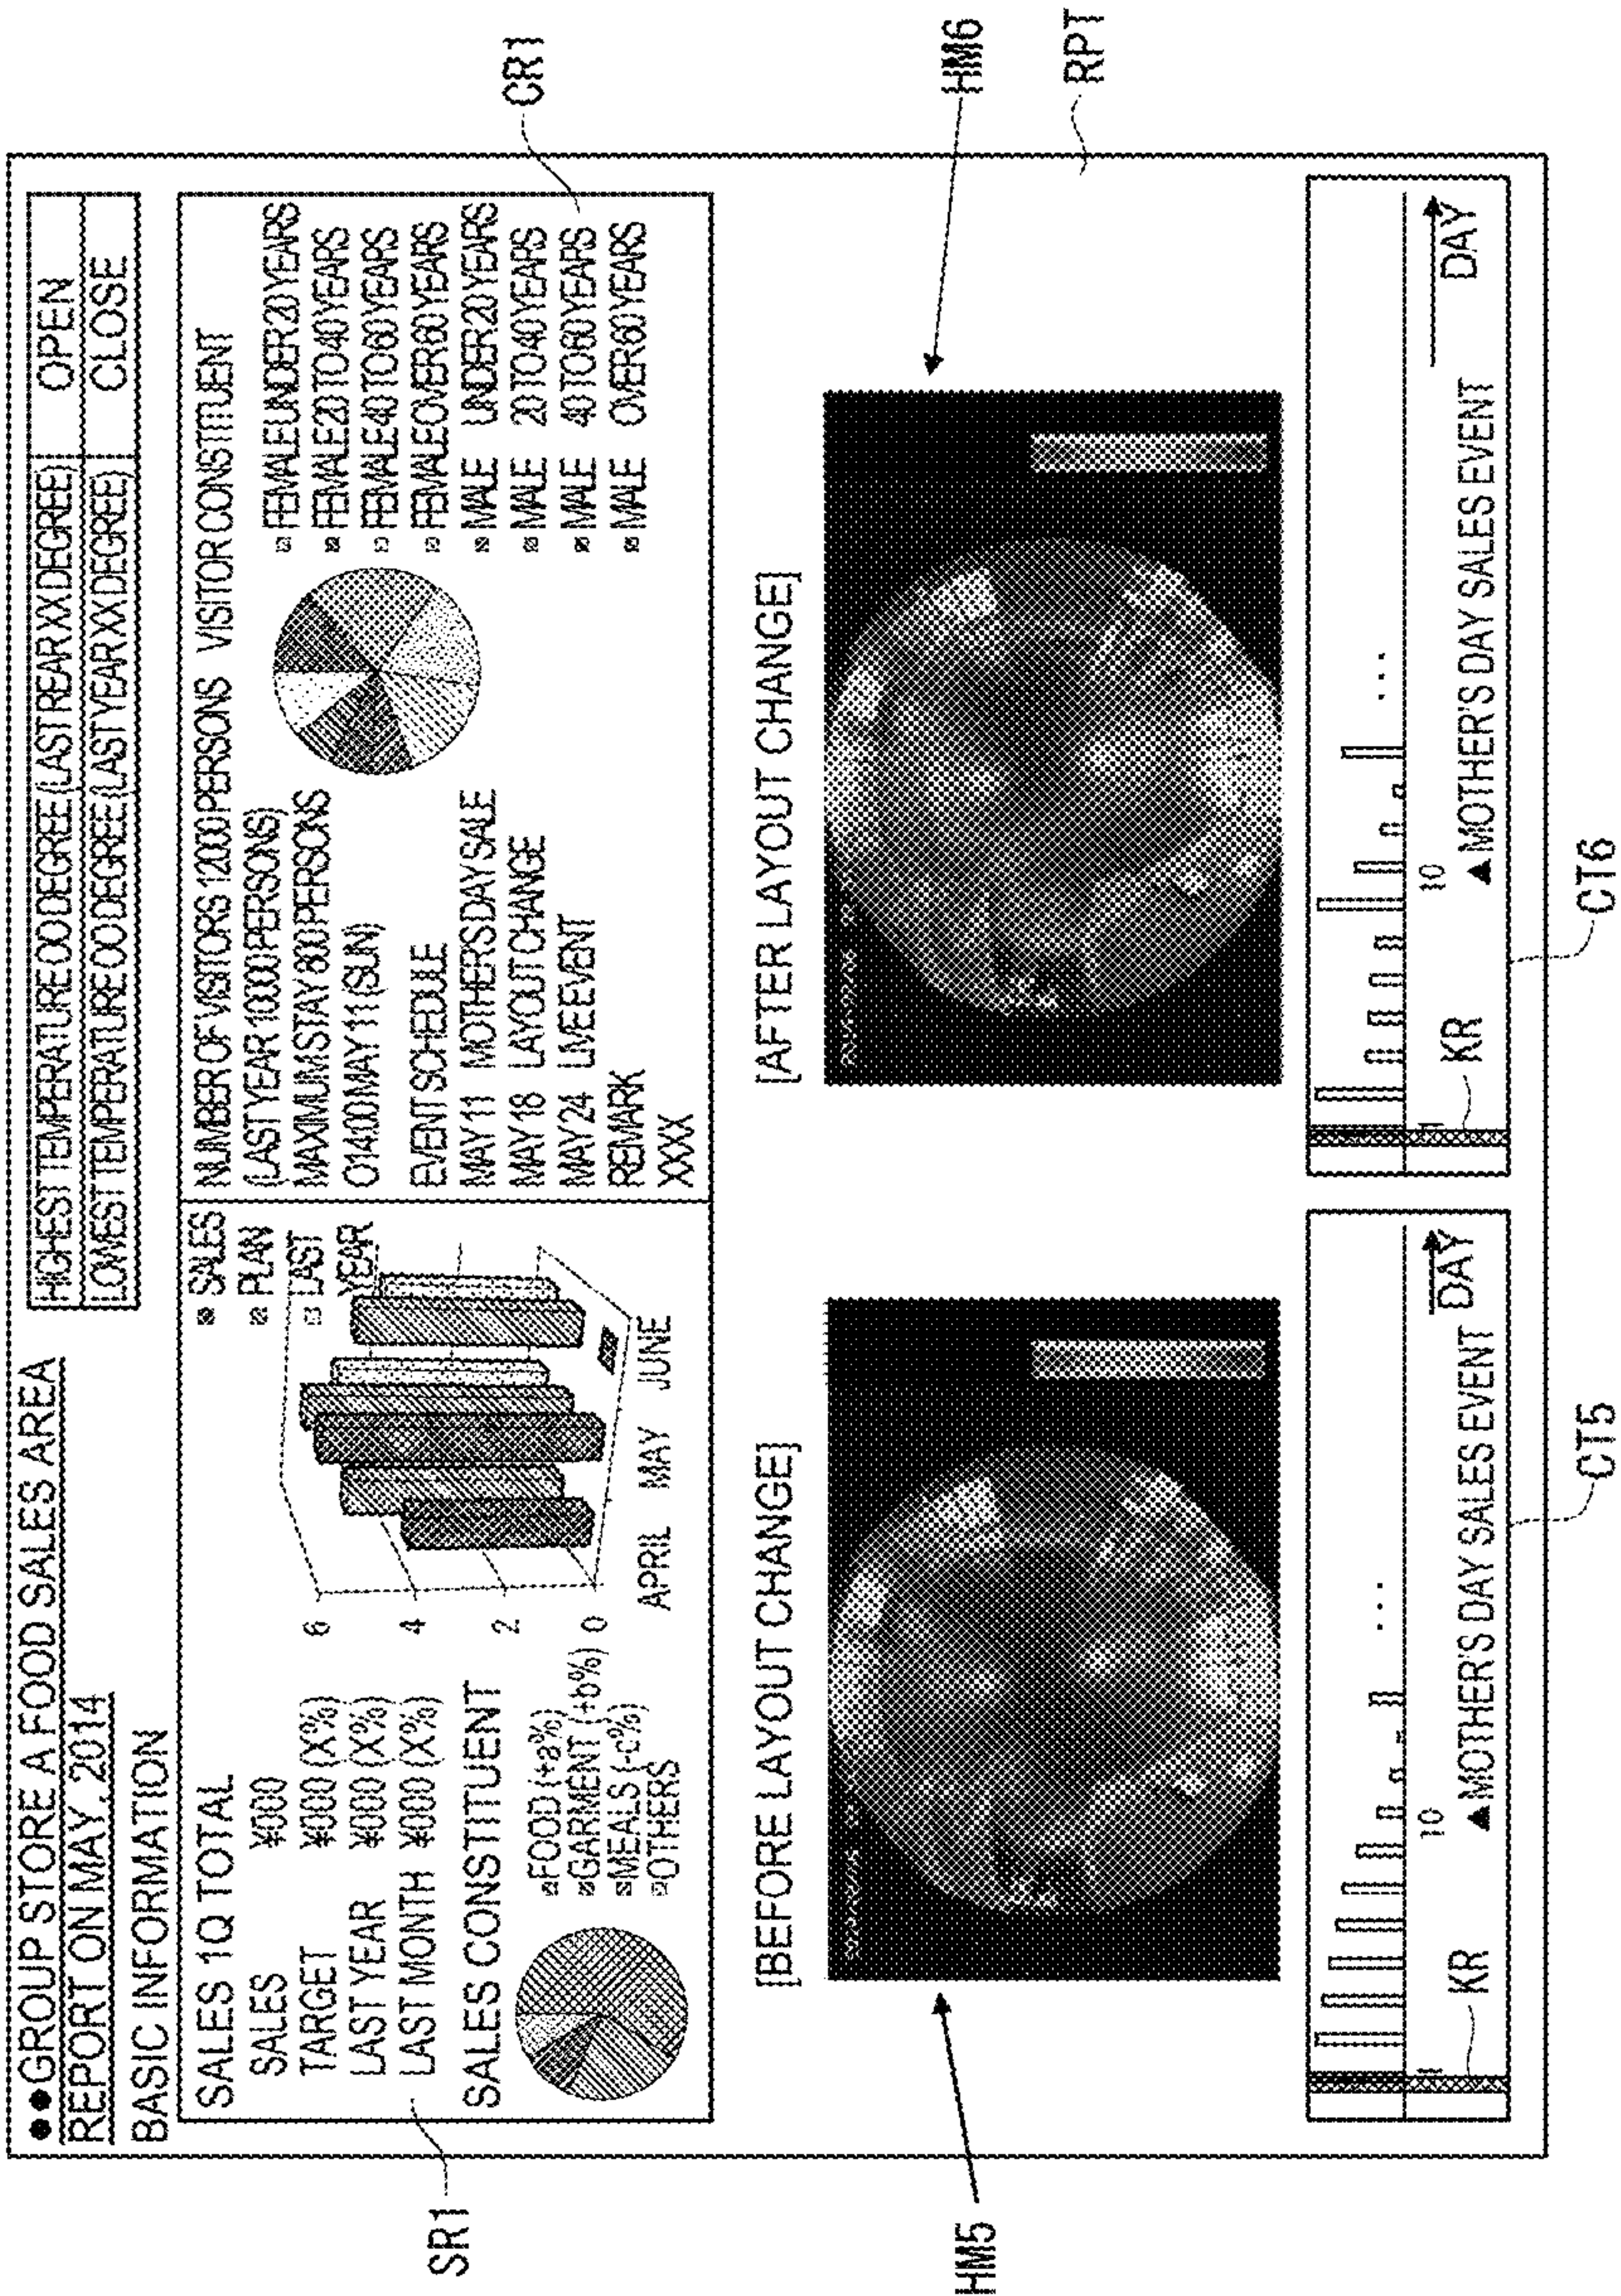 ●●GROUP STORE A FOOD SALES AREA
REPORT ON MAY, 2014
HIGHEST TEMPERATURE OO DEGREE (LAST REAR XX DEGREE) OPEN
LOWEST TEMPERATURE OO DEGREE (LAST YEAR XX DEGREE) CLOSE
BASIC INFORMATION
SALES 1Q TOTAL
SALES ¥000
TARGET ¥000 (X%)
LAST YEAR ¥000 (X%)
LAST MONTH ¥000 (X%)
SALES CONSTITUENT
FOOD (+a%)
GARMENT (+b%)
MEALS (-c%)
OTHERS
SALES
PLAN
LAST
YEAR
6
4
2
0
APRIL MAY JUNE
NUMBER OF VISITORS 12000 PERSONS
(LAST YEAR 10000 PERSONS)
MAXIMUM STAY 800 PERSONS
O14:00 MAY 11 (SUN)
EVENT SCHEDULE
MAY 11 MOTHER'S DAY SALE
MAY 18 LAYOUT CHANGE
MAY 24 LIVE EVENT
REMARK
XXXX
VISITOR CONSTITUENT
FEMALE UNDER 20 YEARS
FEMALE 20 TO 40 YEARS
FEMALE 40 TO 60 YEARS
FEMALE OVER 60 YEARS
MALE UNDER 20 YEARS
MALE 20 TO 40 YEARS
MALE 40 TO 60 YEARS
MALE OVER 60 YEARS
SR1
CR1
[BEFORE LAYOUT CHANGE]
[AFTER LAYOUT CHANGE]
HM5
HM6
RPT
...
1 10
KR
▲MOTHER'S DAY SALES EVENT
DAY
CT5
...
1 10
KR
▲MOTHER'S DAY SALES EVENT
DAY
CT6